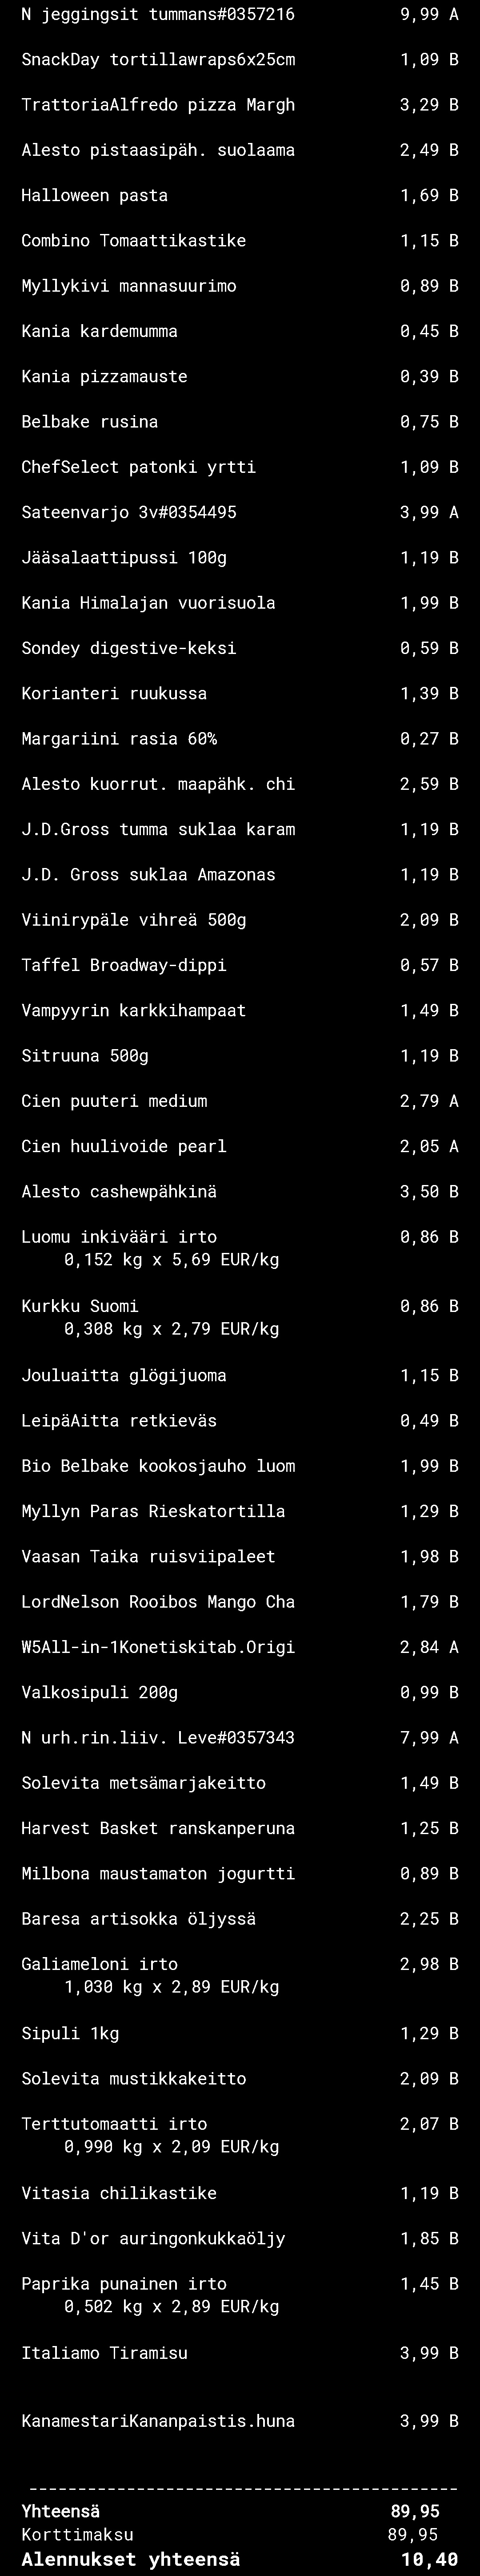 N jeggingsit tummans#0357216 9,99 A
SnackDay tortillawraps6x25cm 1,09 B
TrattoriaAlfredo pizza Margh 3,29 B
Alesto pistaasipäh. suolaama 2,49 B
Halloween pasta 1,69 B
Combino Tomaattikastike 1,15 B
Myllykivi mannasuurimo 0,89 B
Kania kardemumma 0,45 B
Kania pizzamauste 0,39 B
Belbake rusina 0,75 B
ChefSelect patonki yrtti 1,09 B
Sateenvarjo 3v#0354495 3,99 A
Jääsalaattipussi 100g 1,19 B
Kania Himalajan vuorisuola 1,99 B
Sondey digestive-keksi 0,59 B
Korianteri ruukussa 1,39 B
Margariini rasia 60% 0,27 B
Alesto kuorrut. maapähk. chi 2,59 B
J.D.Gross tumma suklaa karam 1,19 B
J.D. Gross suklaa Amazonas 1,19 B
Viinirypäle vihreä 500g 2,09 B
Taffel Broadway-dippi 0,57 B
Vampyyrin karkkihampaat 1,49 B
Sitruuna 500g 1,19 B
Cien puuteri medium 2,79 A
Cien huulivoide pearl 2,05 A
Alesto cashewpähkinä 3,50 B
Luomu inkivääri irto 0,86 B
0,152 kg x 5,69 EUR/kg
Kurkku Suomi 0,86 B
0,308 kg x 2,79 EUR/kg
Jouluaitta glögijuoma 1,15 B
LeipäAitta retkieväs 0,49 B
Bio Belbake kookosjauho luom 1,99 B
Myllyn Paras Rieskatortilla 1,29 B
Vaasan Taika ruisviipaleet 1,98 B
LordNelson Rooibos Mango Cha 1,79 B
W5All-in-1Konetiskitab.Origi 2,84 A
Valkosipuli 200g 0,99 B
N urh.rin.liiv. Leve#0357343 7,99 A
Solevita metsämarjakeitto 1,49 B
Harvest Basket ranskanperuna 1,25 B
Milbona maustamaton jogurtti 0,89 B
Baresa artisokka öljyssä 2,25 B
Galiameloni irto 2,98 B
1,030 kg x 2,89 EUR/kg
Sipuli 1kg 1,29 B
Solevita mustikkakeitto 2,09 B
Terttutomaatti irto 2,07 B
0,990 kg x 2,09 EUR/kg
Vitasia chilikastike 1,19 B
Vita D'or auringonkukkaöljy 1,85 B
Paprika punainen irto 1,45 B
0,502 kg x 2,89 EUR/kg
Italiamo Tiramisu 3,99 B
KanamestariKananpaistis.huna 3,99 B
--------------------------------------------
Yhteensä 89,95
Korttimaksu 89,95
Alennukset yhteensä 10,40